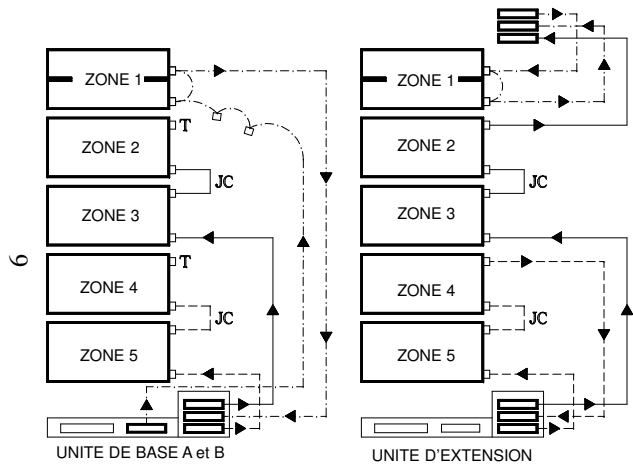 ZONE 1
ZONE 2
T
JC
ZONE 3
ZONE 4
T
JC
ZONE 5
UNITE DE BASE A et B
ZONE 1
ZONE 2
JC
ZONE 3
ZONE 4
JC
ZONE 5
UNITE D'EXTENSION
6